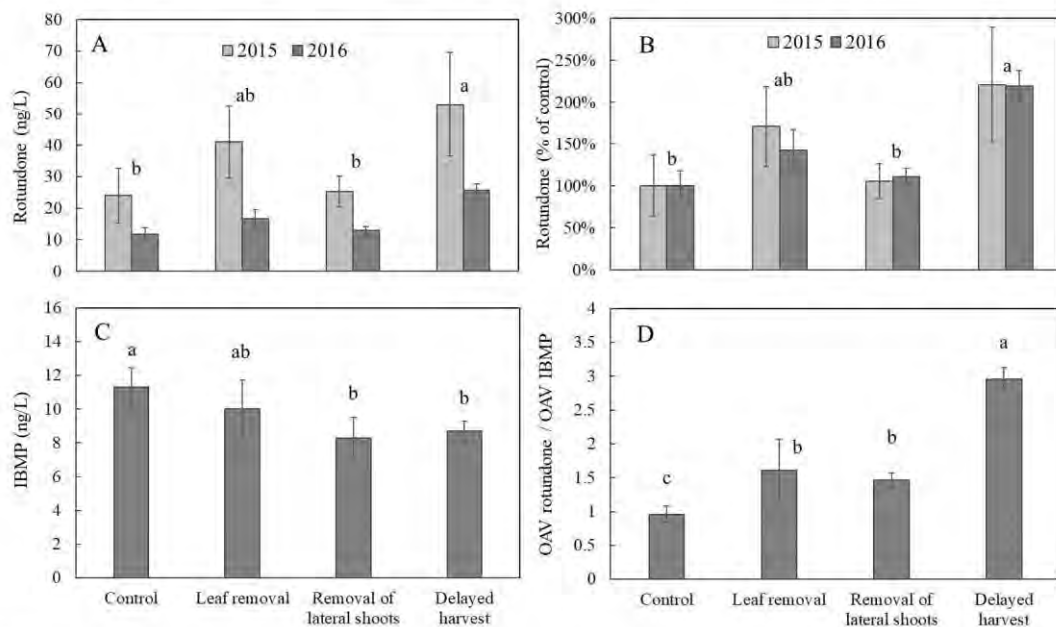 A
2015 2016
Rotundone (ng/L)
80
70
60
50
40
30
20
10
0
b
ab
b
a
B
2015 2016
Rotundone (% of control)
300%
250%
200%
150%
100%
50%
0%
b
ab
b
a
C
IBMP (ng/L)
16
14
12
10
8
6
4
2
0
a
ab
b
b
Control
Leaf removal
Removal of
lateral shoots
Delayed
harvest
D
OAV rotundone / OAV IBMP
4
3.5
3
2.5
2
1.5
1
0.5
0
c
b
b
a
Control
Leaf removal
Removal of
lateral shoots
Delayed
harvest